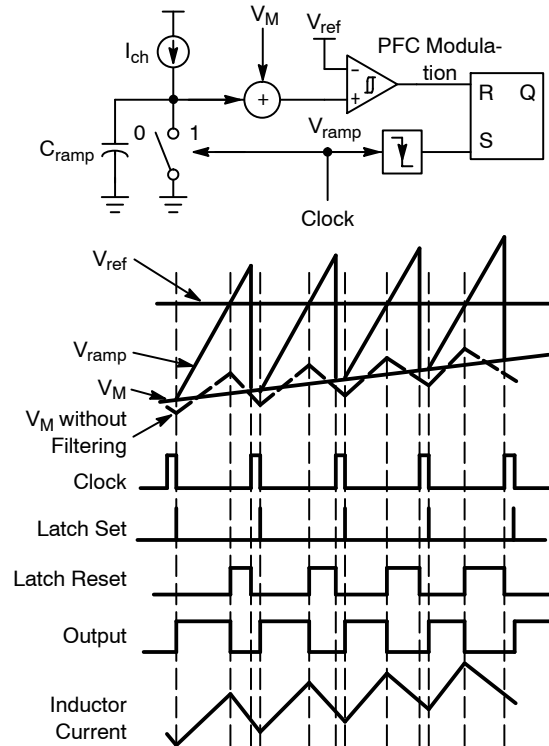 V_M
V_ref
PFC Modula-
tion
I_ch
−
+
+
R Q
S
0 1
C_ramp
V_ramp
Clock
V_ref
V_ramp
V_M
V_M without
Filtering
Clock
Latch Set
Latch Reset
Output
Inductor
Current